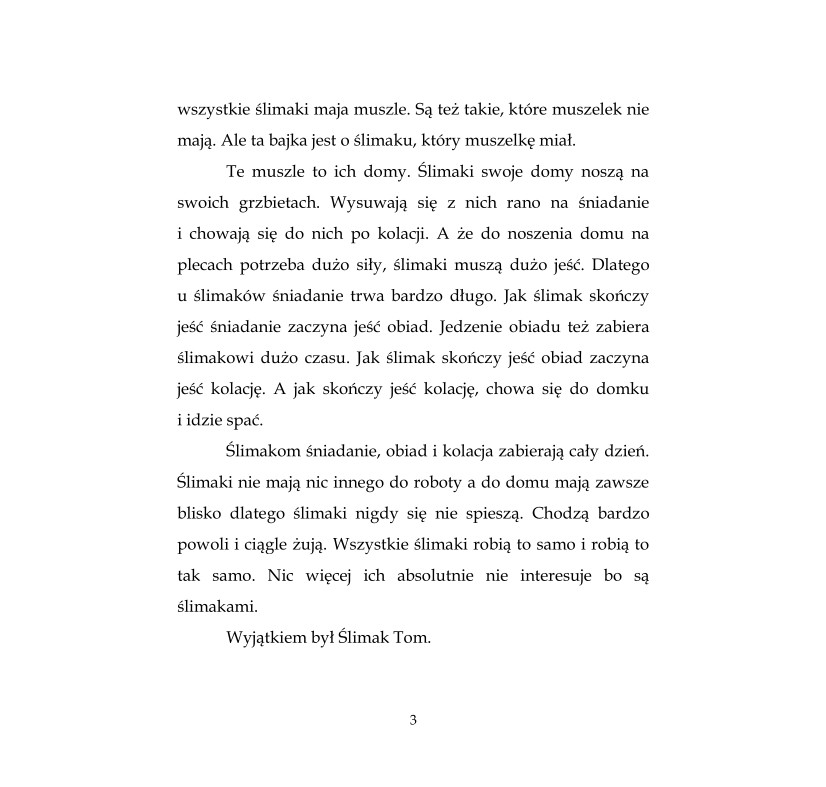 wszystkie ślimaki maja muszle. Są też takie, które muszelek nie
mają. Ale ta bajka jest o ślimaku, który muszelkę miał.
Te muszle to ich domy. Ślimaki swoje domy noszą na
swoich grzbietach. Wysuwają się z nich rano na śniadanie
i chowają się do nich po kolacji. A że do noszenia domu na
plecach potrzeba dużo siły, ślimaki muszą dużo jeść. Dlatego
u ślimaków śniadanie trwa bardzo długo. Jak ślimak skończy
jeść śniadanie zaczyna jeść obiad. Jedzenie obiadu też zabiera
ślimakowi dużo czasu. Jak ślimak skończy jeść obiad zaczyna
jeść kolację. A jak skończy jeść kolację, chowa się do domku
i idzie spać.
Ślimakom śniadanie, obiad i kolacja zabierają cały dzień.
Ślimaki nie mają nic innego do roboty a do domu mają zawsze
blisko dlatego ślimaki nigdy się nie spieszą. Chodzą bardzo
powoli i ciągle żują. Wszystkie ślimaki robią to samo i robią to
tak samo. Nic więcej ich absolutnie nie interesuje bo są
ślimakami.
Wyjątkiem był Ślimak Tom.
3